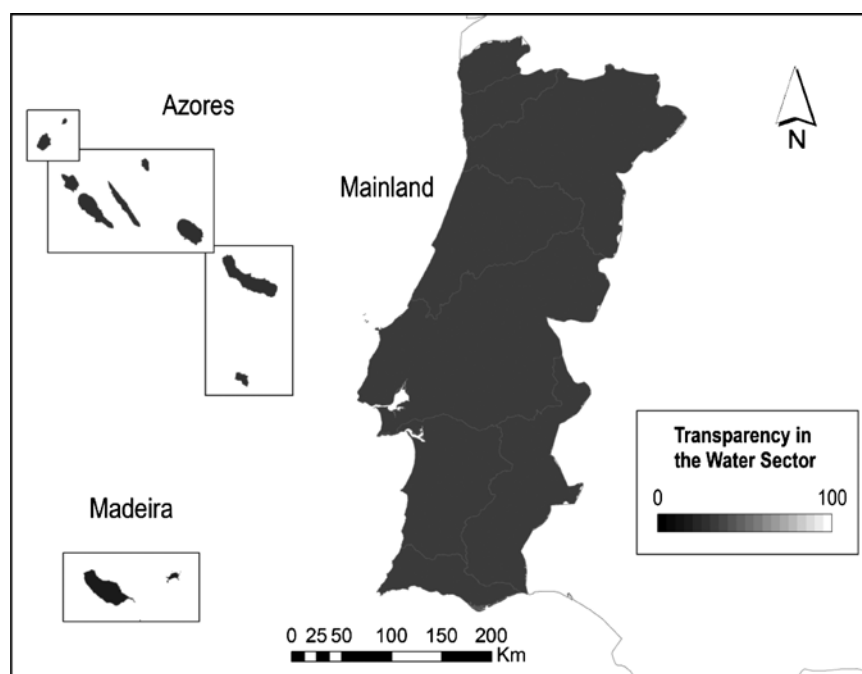 Azores
Mainland
N
Madeira
Transparency in
the Water Sector
0 100
0 25 50 100 150 200
Km